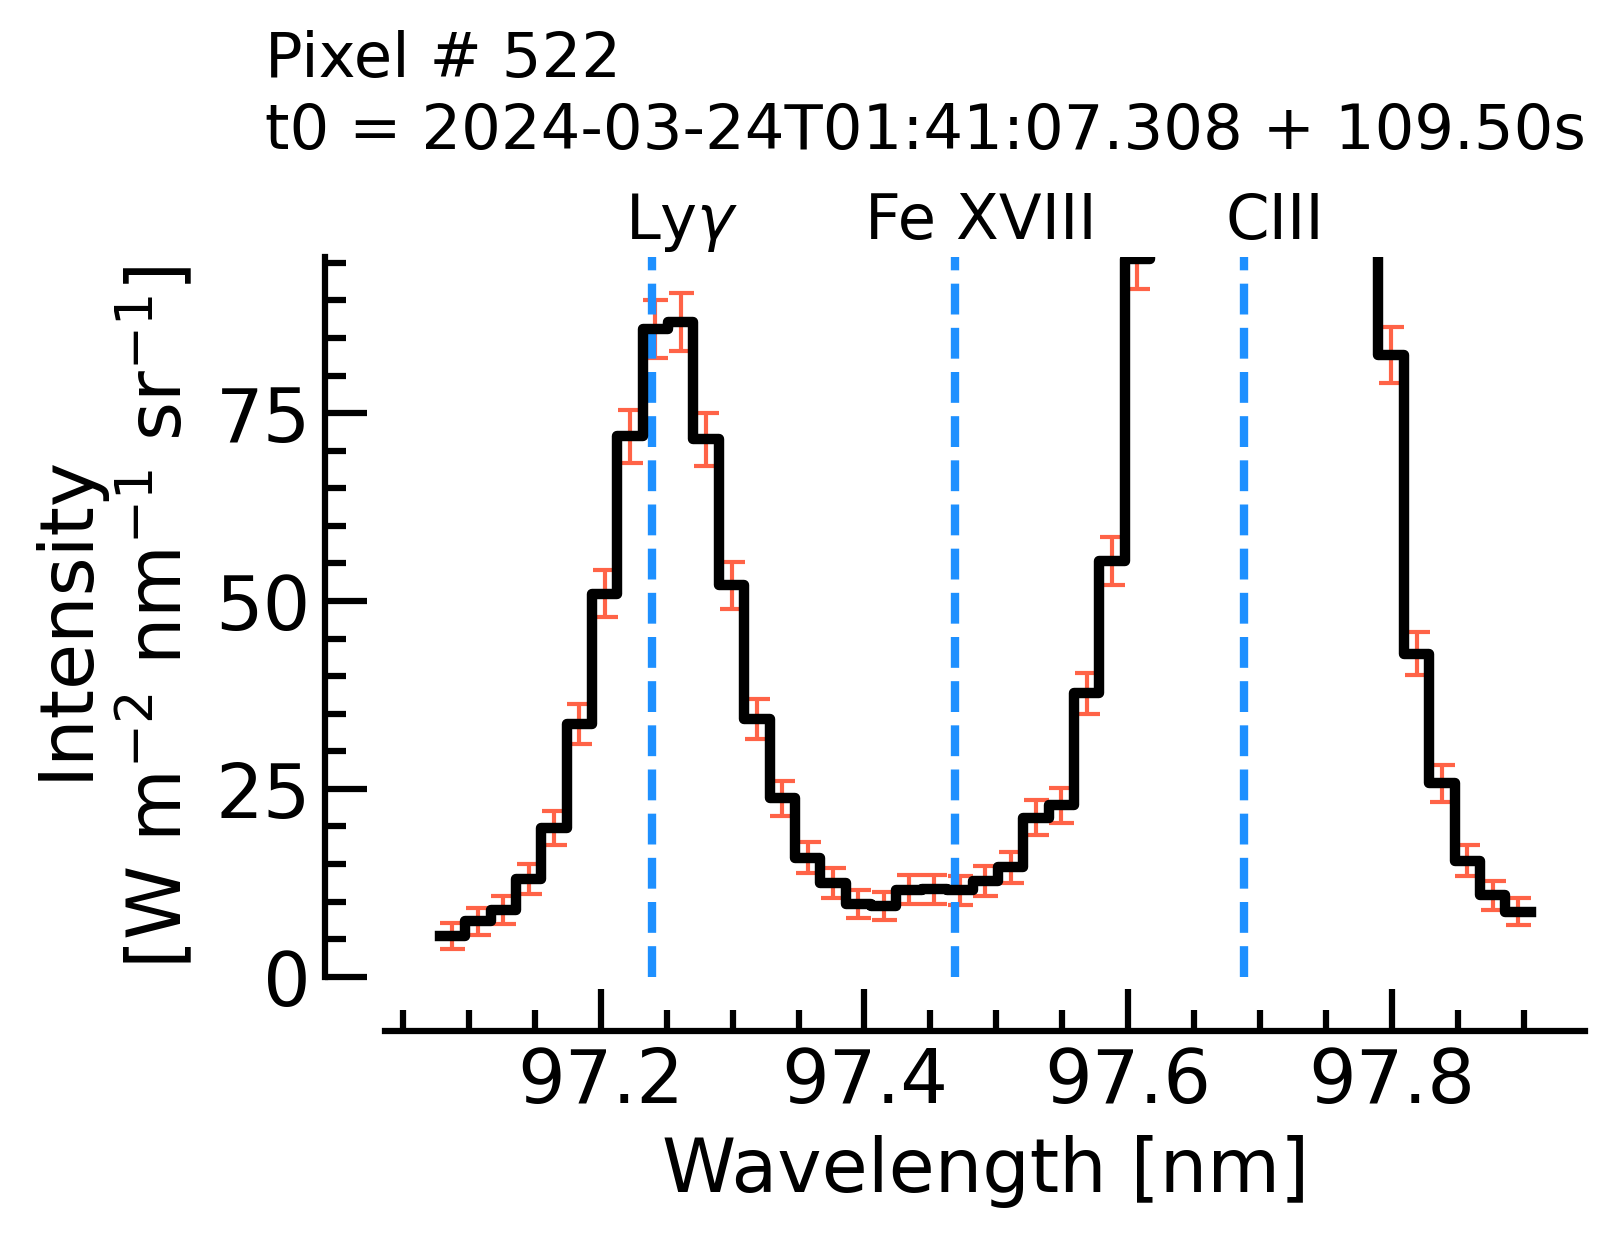 Pixel # 522
t0 = 2024-03-24T01:41:07.308 + 109.50s
Lyγ Fe XVIII CIII
Intensity
[W m⁻² nm⁻¹ sr⁻¹]
75
50
25
0
97.2 97.4 97.6 97.8
Wavelength [nm]